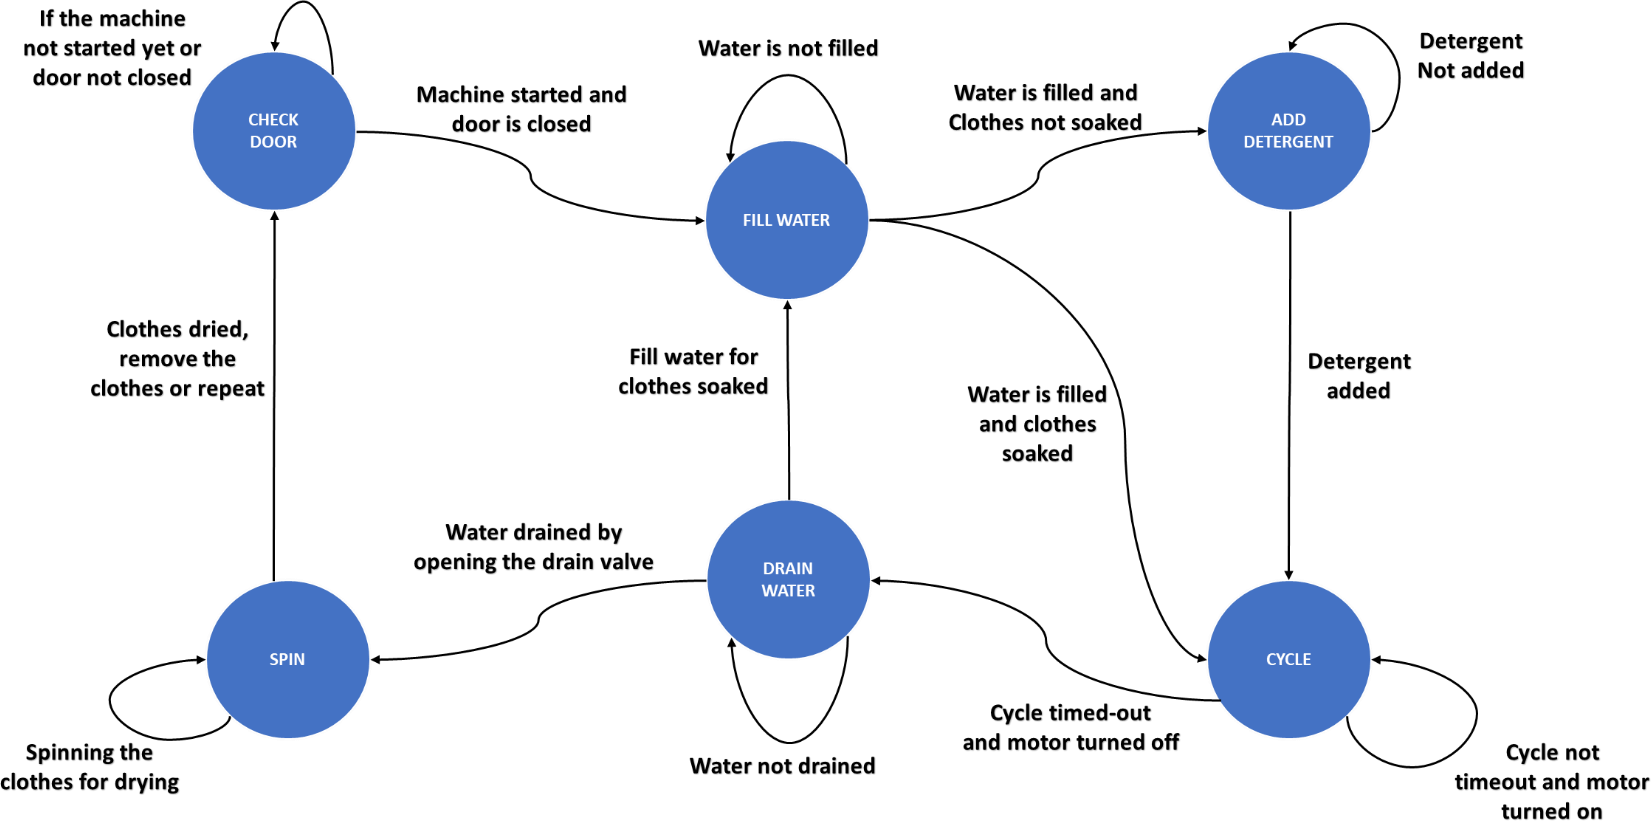 If the machine
not started yet or
door not closed
Water is not filled
Detergent
Not added
Machine started and
door is closed
Water is filled and
Clothes not soaked
CHECK
DOOR
ADD
DETERGENT
FILL WATER
Clothes dried,
remove the
clothes or repeat
Fill water for
clothes soaked
Water is filled
and clothes
soaked
Detergent
added
Water drained by
opening the drain valve
DRAIN
WATER
SPIN
CYCLE
Cycle timed-out
and motor turned off
Spinning the
clothes for drying
Water not drained
Cycle not
timeout and motor
turned on